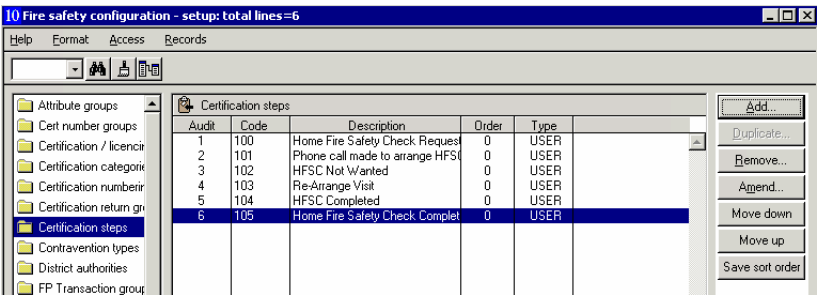 10 Fire safety configuration - setup: total lines=6
Help Format Access Records
Attribute groups
Cert number groups
Certification / licencin
Certification categorie
Certification numberin
Certification return gr
Certification steps
Contravention types
District authorities
FP Transaction group
Certification steps
Audit Code Description Order Type
1 100 Home Fire Safety Check Request 0 USER
2 101 Phone call made to arrange HFS 0 USER
3 102 HFSC Not Wanted 0 USER
4 103 Re-Arrange Visit 0 USER
5 104 HFSC Completed 0 USER
6 105 Home Fire Safety Check Complet 0 USER
Add...
Duplicate...
Remove...
Amend...
Move down
Move up
Save sort order